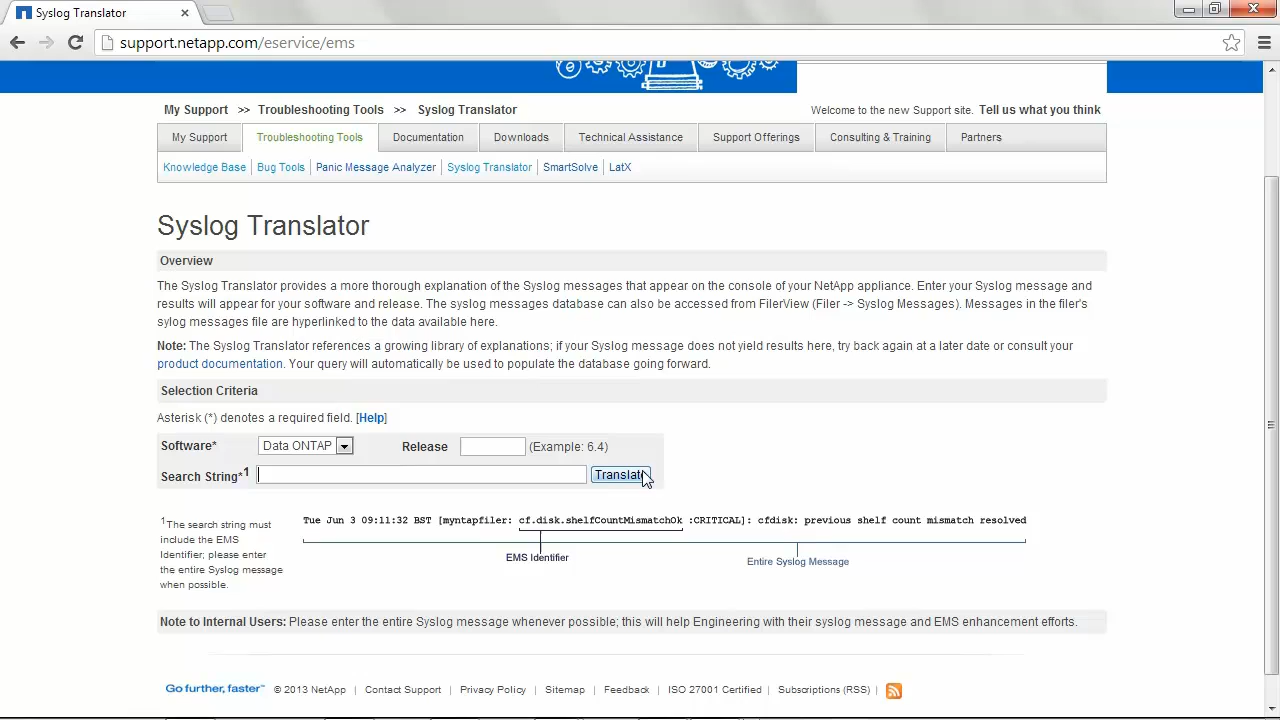 Syslog Translator
support.netapp.com/eservice/ems
My Support >> Troubleshooting Tools >> Syslog Translator
Welcome to the new Support site. Tell us what you think
My Support Troubleshooting Tools Documentation Downloads Technical Assistance Support Offerings Consulting & Training Partners
Knowledge Base Bug Tools Panic Message Analyzer Syslog Translator SmartSolve LatX
Syslog Translator
Overview
The Syslog Translator provides a more thorough explanation of the Syslog messages that appear on the console of your NetApp appliance. Enter your Syslog message and
results will appear for your software and release. The syslog messages database can also be accessed from FilerView (Filer -> Syslog Messages). Messages in the filer's
sylog messages file are hyperlinked to the data available here.
Note: The Syslog Translator references a growing library of explanations; if your Syslog message does not yield results here, try back again at a later date or consult your
product documentation. Your query will automatically be used to populate the database going forward.
Selection Criteria
Asterisk (*) denotes a required field. [Help]
Software* Data ONTAP Release (Example: 6.4)
Search String*1 Translate
1The search string must
include the EMS
Identifier; please enter
the entire Syslog message
when possible.
Tue Jun 3 09:11:32 BST [myntapfiler: cf.disk.shelfCountMismatchOk :CRITICAL]: cfdisk: previous shelf count mismatch resolved
EMS Identifier
Entire Syslog Message
Note to Internal Users: Please enter the entire Syslog message whenever possible; this will help Engineering with their syslog message and EMS enhancement efforts.
Go further, faster™ © 2013 NetApp | Contact Support | Privacy Policy | Sitemap | Feedback | ISO 27001 Certified | Subscriptions (RSS) |